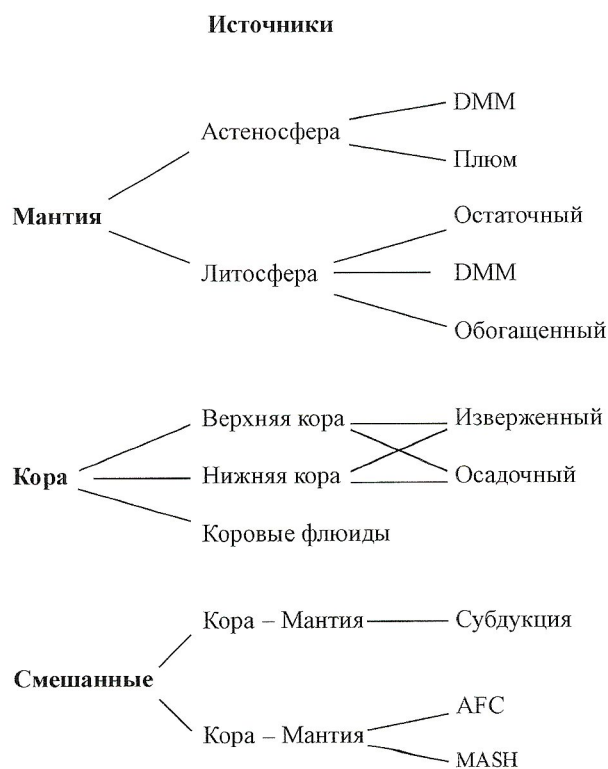 Источники
DMM
Астеносфера
Плюм
Мантия
Остаточный
Литосфера
DMM
Обогащенный
Верхняя кора
Изверженный
Кора
Нижняя кора
Осадочный
Коровые флюиды
Кора – Мантия
Субдукция
Смешанные
AFC
Кора – Мантия
MASH